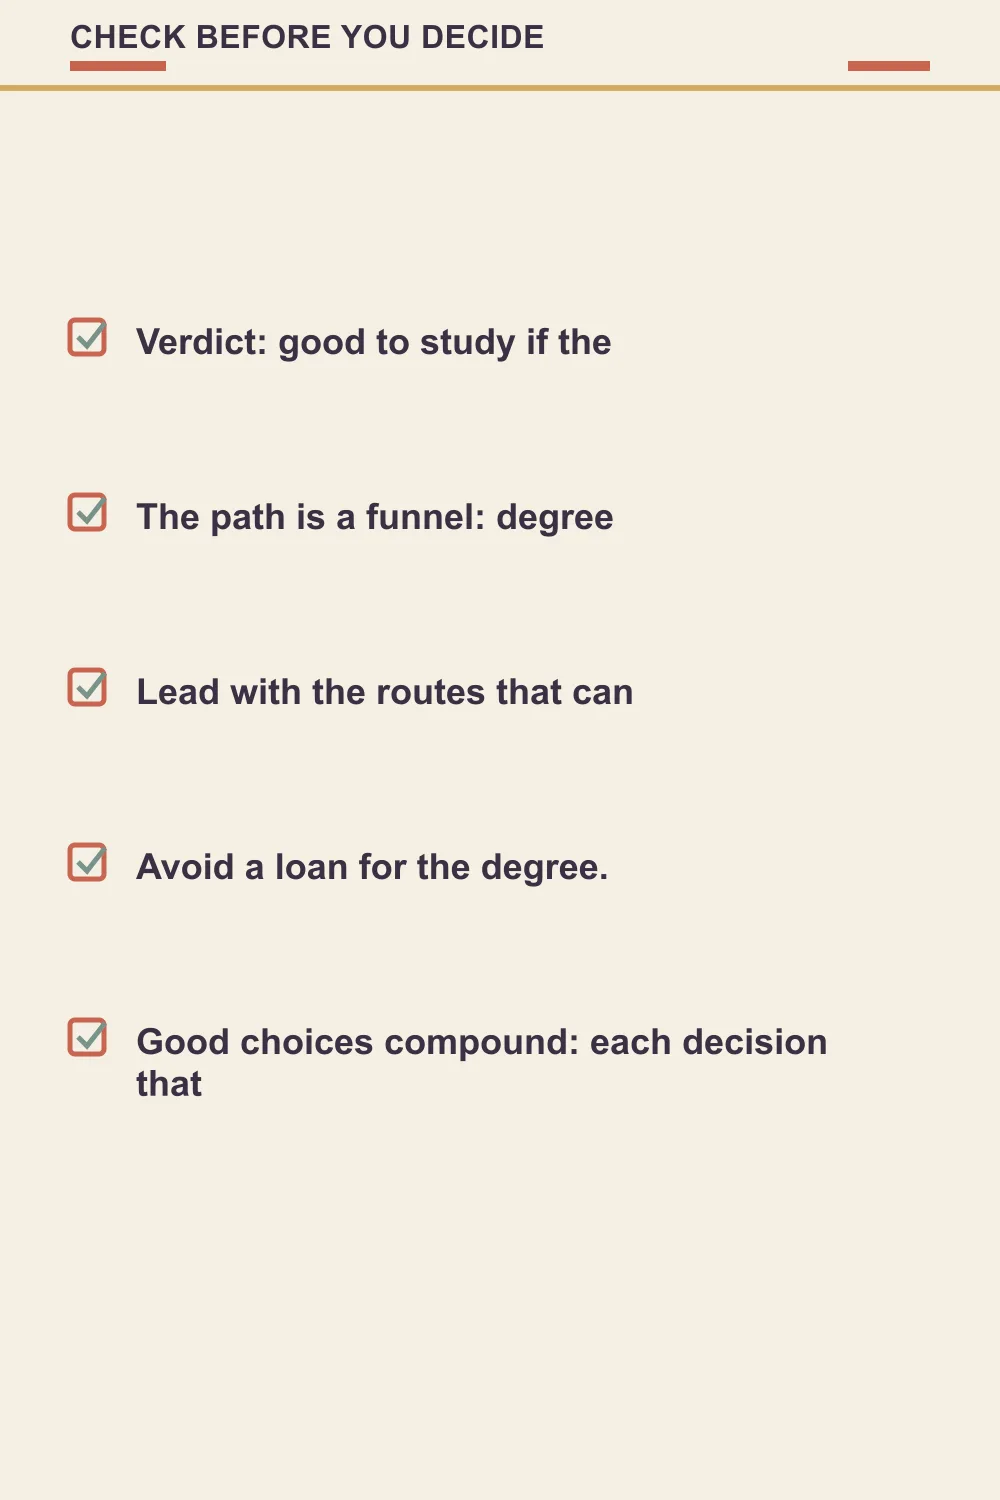 CHECK BEFORE YOU DECIDE
Verdict: good to study if the
The path is a funnel: degree
Lead with the routes that can
Avoid a loan for the degree.
Good choices compound: each decision
that